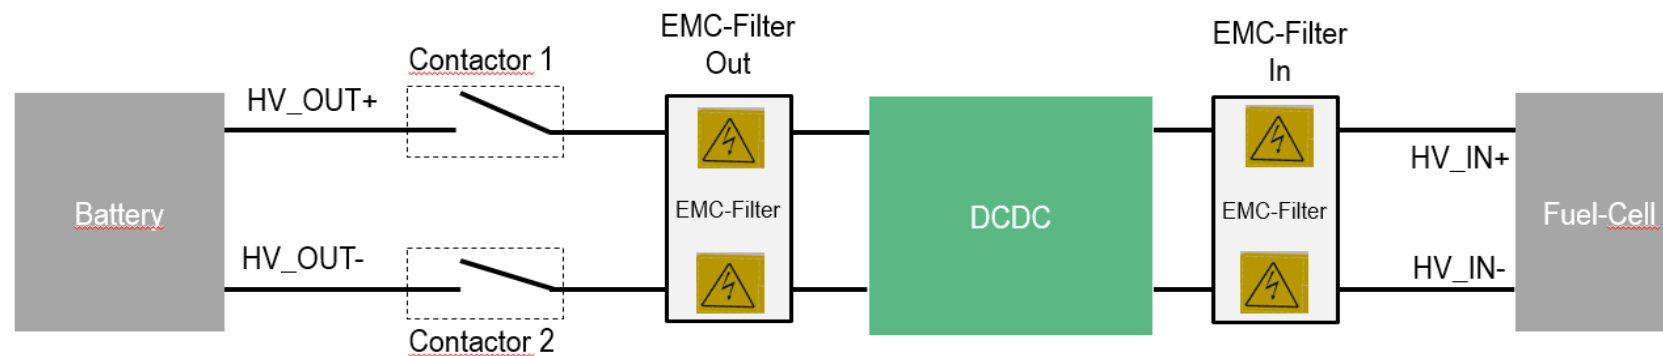 EMC-Filter
Out
EMC-Filter
In
Contactor 1
HV_OUT+
HV_IN+
Battery
EMC-Filter
DCDC
EMC-Filter
Fuel-Cell
HV_OUT-
HV_IN-
Contactor 2